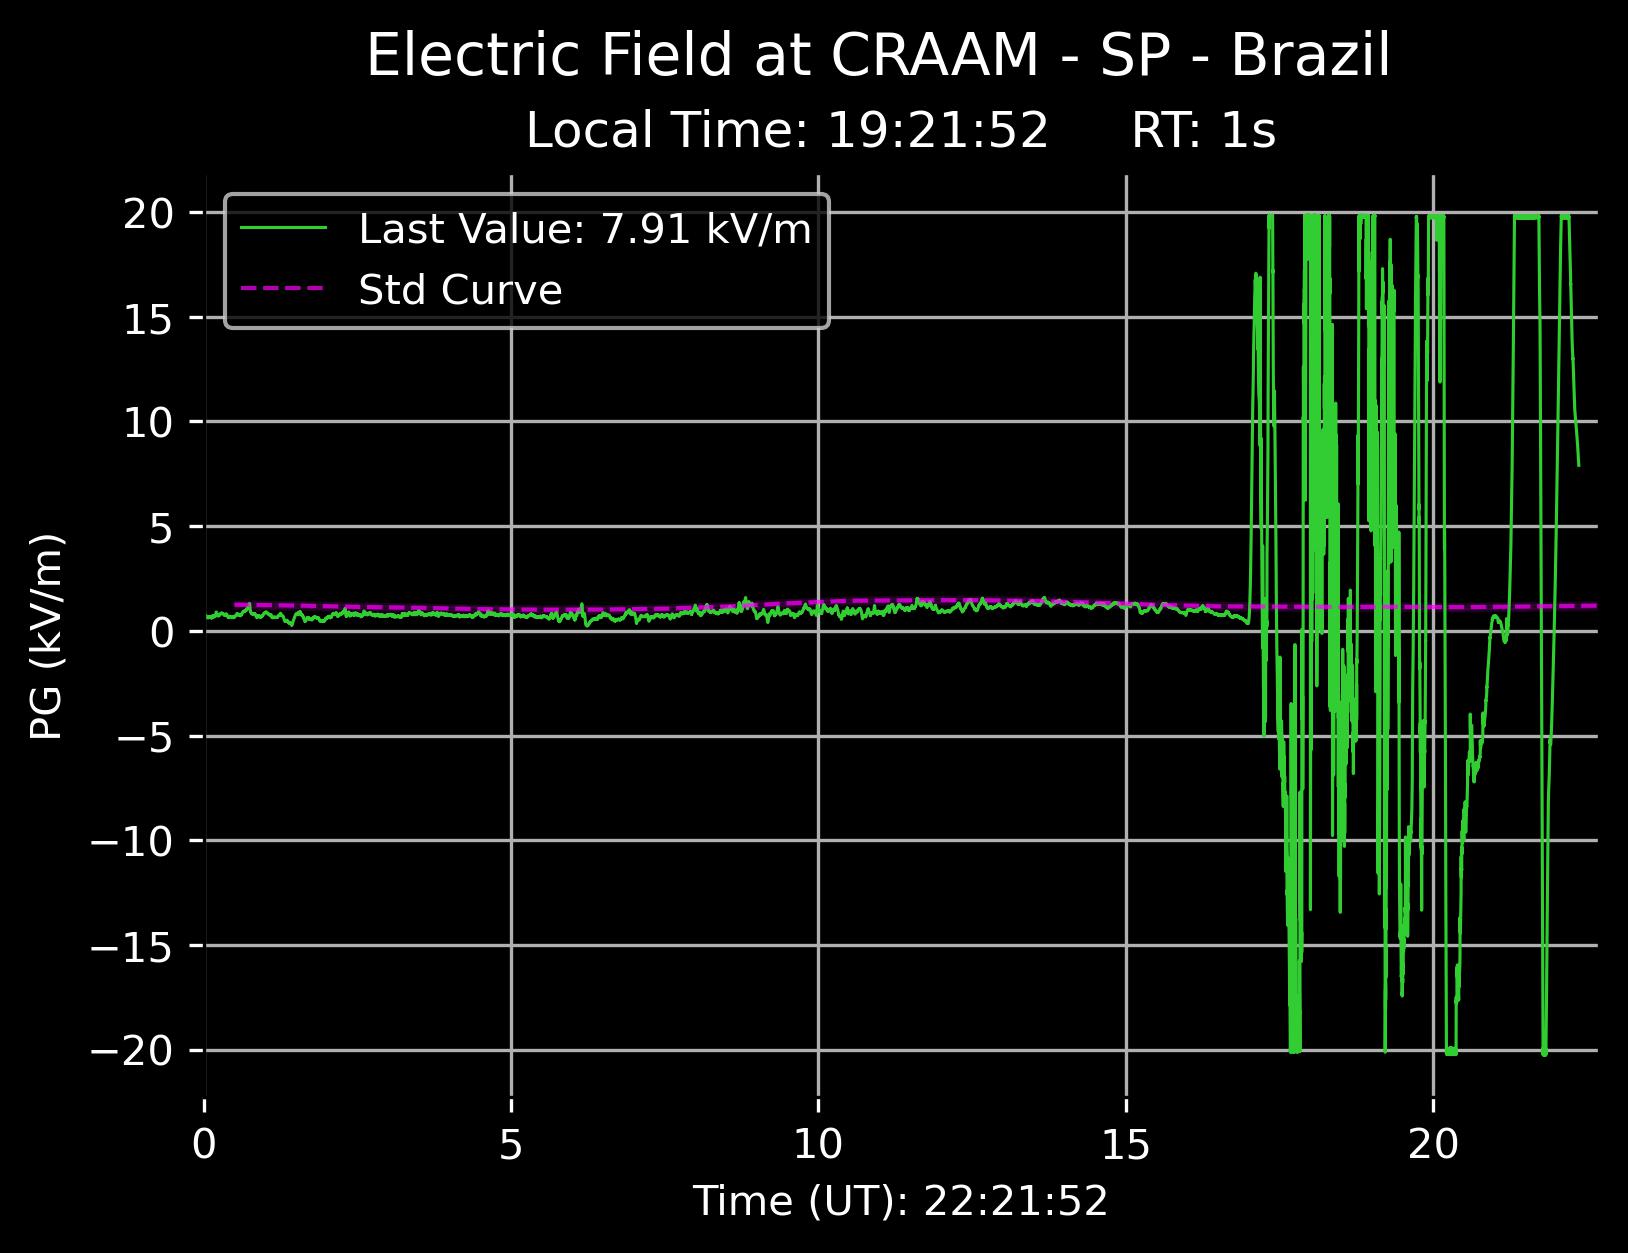 Electric Field at CRAAM - SP - Brazil
Local Time: 19:21:52 RT: 1s
Last Value: 7.91 kV/m
Std Curve
PG (kV/m)
20
15
10
5
0
−5
−10
−15
−20
0 5 10 15 20
Time (UT): 22:21:52